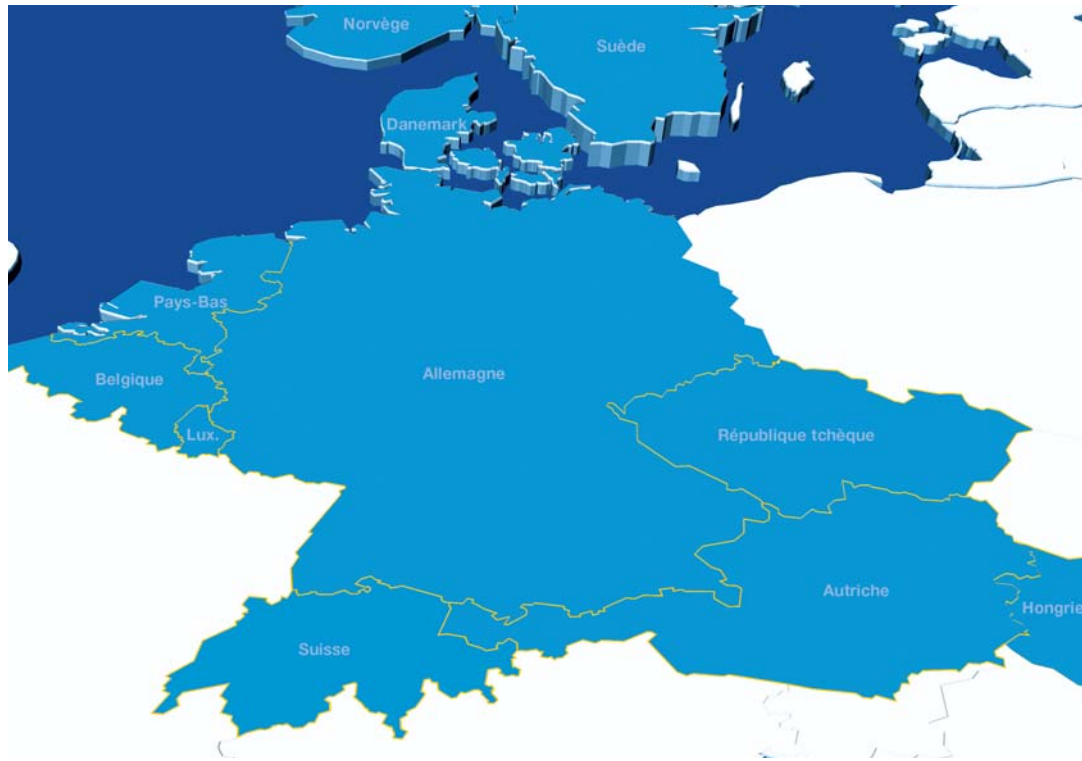 Norvège
Suède
Danemark
Pays-Bas
Allemagne
Belgique
Lux.
République tchèque
Autriche
Hongrie
Suisse